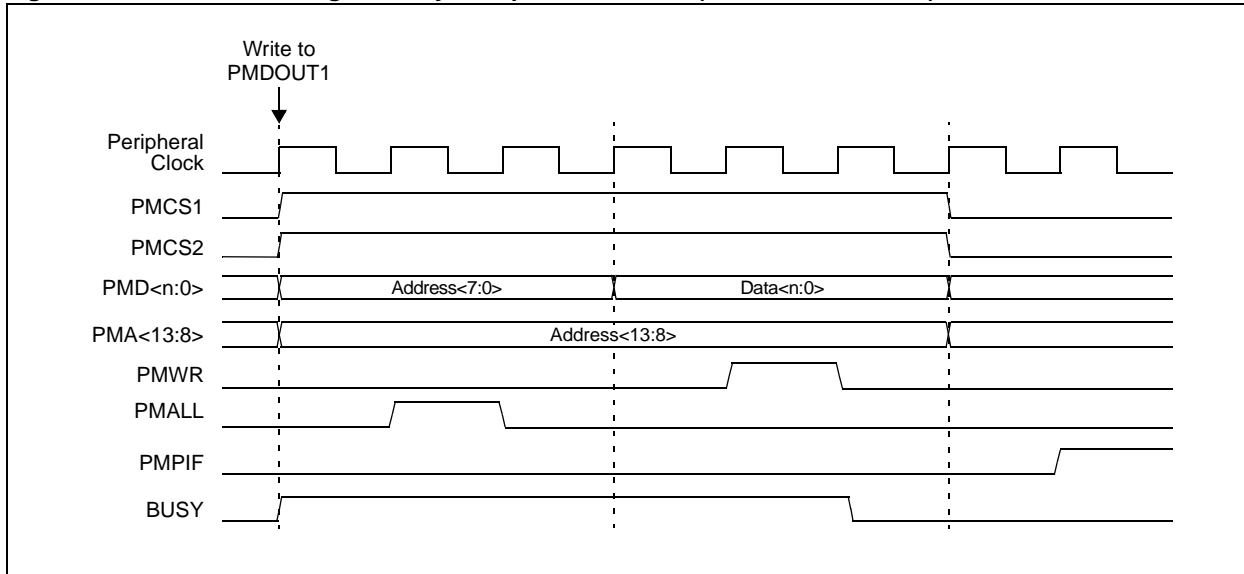 Write to
PMDOUT1
Peripheral
Clock
PMCS1
PMCS2
PMD<n:0>
Address<7:0>
Data<n:0>
PMA<13:8>
Address<13:8>
PMWR
PMALL
PMPIF
BUSY